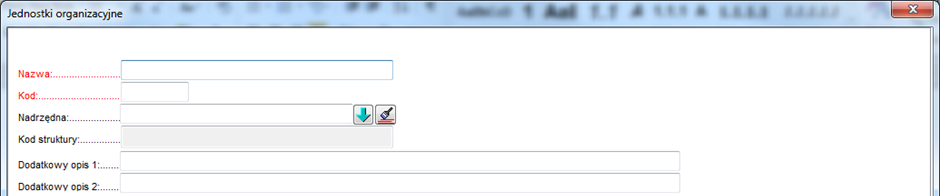 Jednostki organizacyjne
Nazwa:
Kod:
Nadrzędna:
Kod struktury:
Dodatkowy opis 1:
Dodatkowy opis 2: